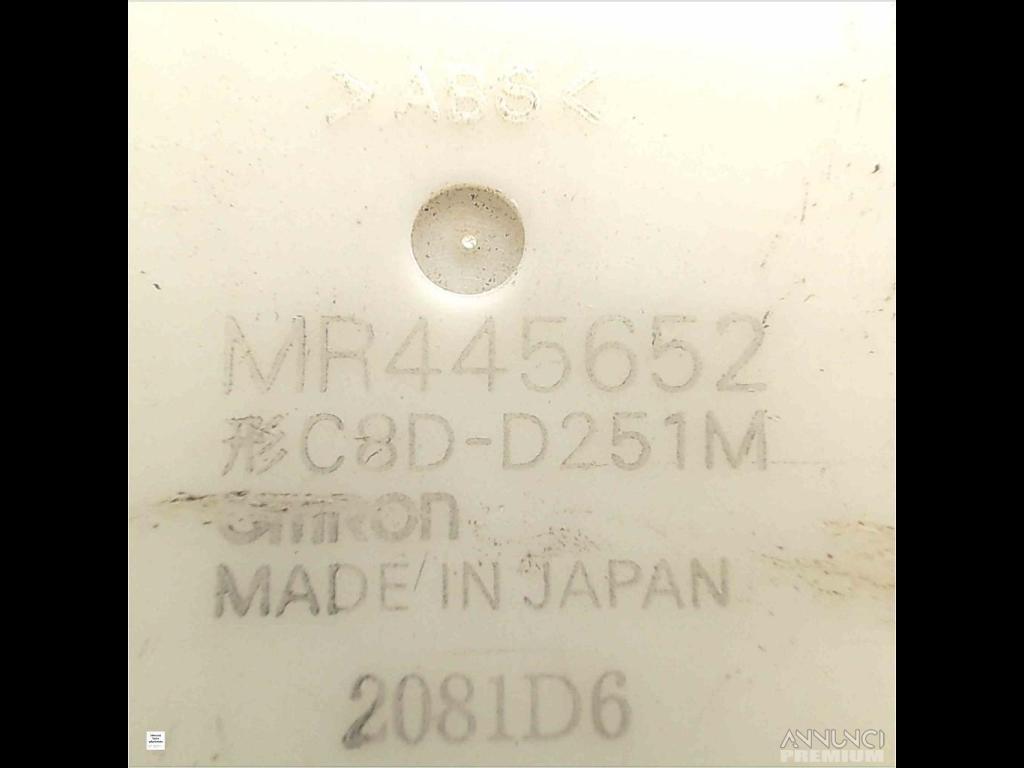 >ABS<
MR445652
形C8D-D251M
OMRON
MADE IN JAPAN
2081D6
ANNUNCI
PREMIUM